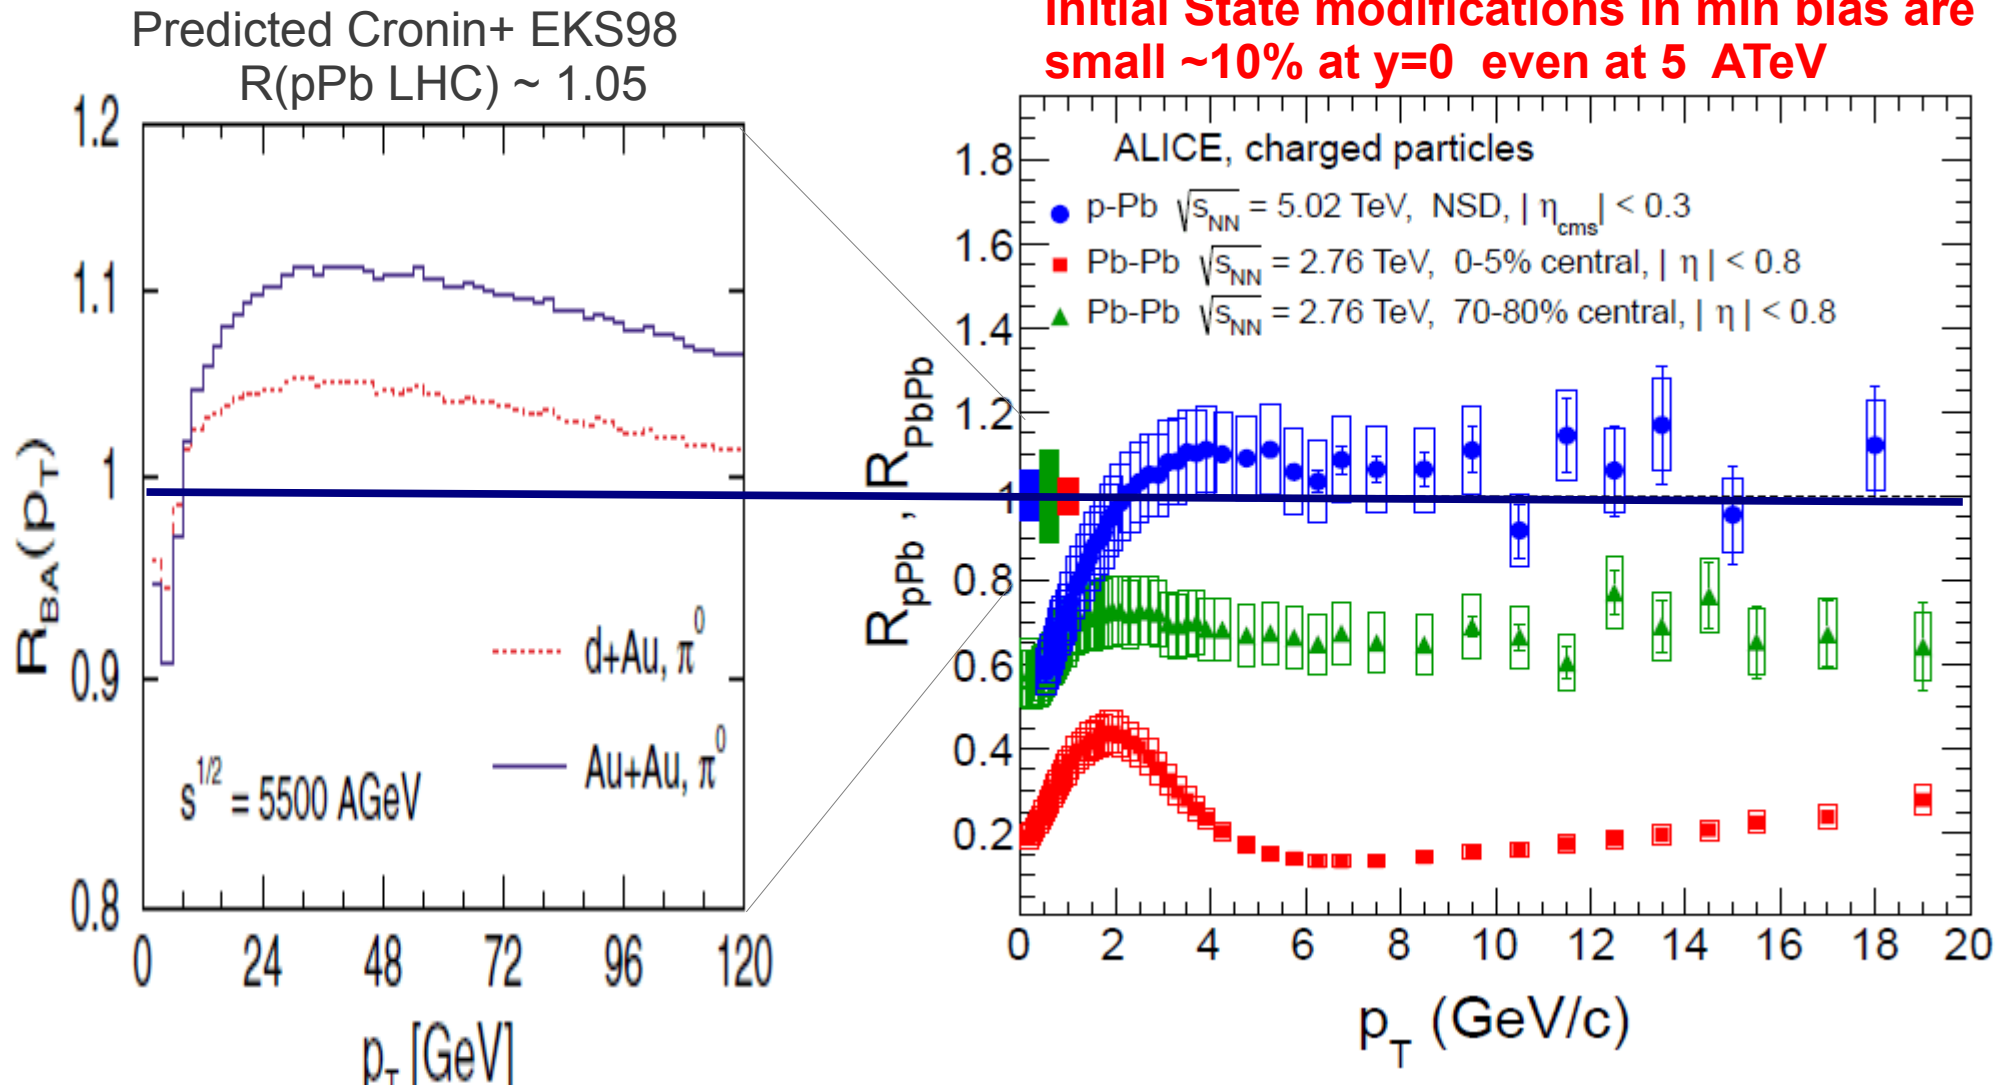 Predicted Cronin+ EKS98
R(pPb LHC) ~ 1.05
Initial State modifications in min bias are
small ~10% at y=0 even at 5 ATeV
1.2
1.1
1
0.9
0.8
R_BA(p_T)
d+Au, π^0
Au+Au, π^0
s^1/2 = 5500 AGeV
0 24 48 72 96 120
p_T [GeV]
ALICE, charged particles
p-Pb √s_NN = 5.02 TeV, NSD, | η_cms | < 0.3
Pb-Pb √s_NN = 2.76 TeV, 0-5% central, | η | < 0.8
Pb-Pb √s_NN = 2.76 TeV, 70-80% central, | η | < 0.8
1.8
1.6
1.4
1.2
1
0.8
0.6
0.4
0.2
R_pPb , R_PbPb
0 2 4 6 8 10 12 14 16 18 20
p_T (GeV/c)